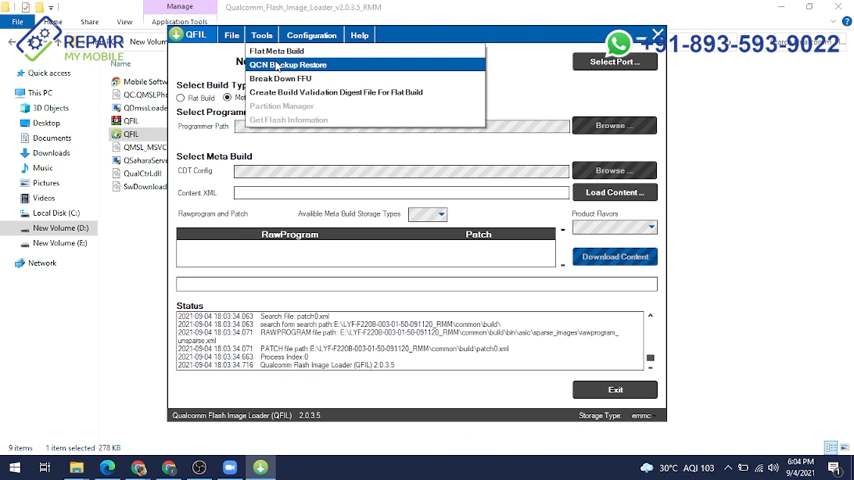 Manage
Qualcomm_Flash_Image_Loader_v2.0.3.5_RMM
File
Home
Share
View
Application Tools
REPAIR
MY MOBILE
+91-893-593-9022
New Volum
Quick access
This PC
3D Objects
Desktop
Documents
Downloads
Music
Pictures
Videos
Local Disk (C:)
New Volume (D:)
New Volume (E:)
Network
Name
Mobile Softwa
QC.QMSLPhon
QDmssLoader
QFIL
QFIL
QMSL_MSVC
QSaharaServer
QualCtrl.dll
SwDownload
QFIL
File
Tools
Configuration
Help
Flat Meta Build
QCN Backup Restore
Break Down FFU
Create Build Validation Digest File For Flat Build
Partition Manager
Get Flash Information
No
Select Port...
Select Build Typ
Flat Build
Met
Select Program
Programmer Path
Browse ...
Select Meta Build
CDT Config
Browse ...
Content XML
Load Content ...
Rawprogram and Patch
Availible Meta Build Storage Types
Product Flavors
RawProgram
Patch
Download Content
Status
2021-09-04 18:03:34.063 Search File: patch0.xml
2021-09-04 18:03:34.063 search form search path:E:\LYF-F220B-003-01-50-091120_RMM\common\build\
2021-09-04 18:03:34.071 RAWPROGRAM file path: E:\LYF-F220B-003-01-50-091120_RMM\common\build\bin\asic\sparse_images\rawprogram_
unsparse.xml
2021-09-04 18:03:34.071 PATCH file path:E:\LYF-F220B-003-01-50-091120_RMM\common\build\patch0.xml
2021-09-04 18:03:34.663 Process Index:0
2021-09-04 18:03:34.716 Qualcomm Flash Image Loader (QFIL) 2.0.3.5
Exit
Qualcomm Flash Image Loader (QFIL) 2.0.3.5
Storage Type: emmc
9 items
1 item selected 278 KB
30°C AQI 103
6:04 PM
9/4/2021